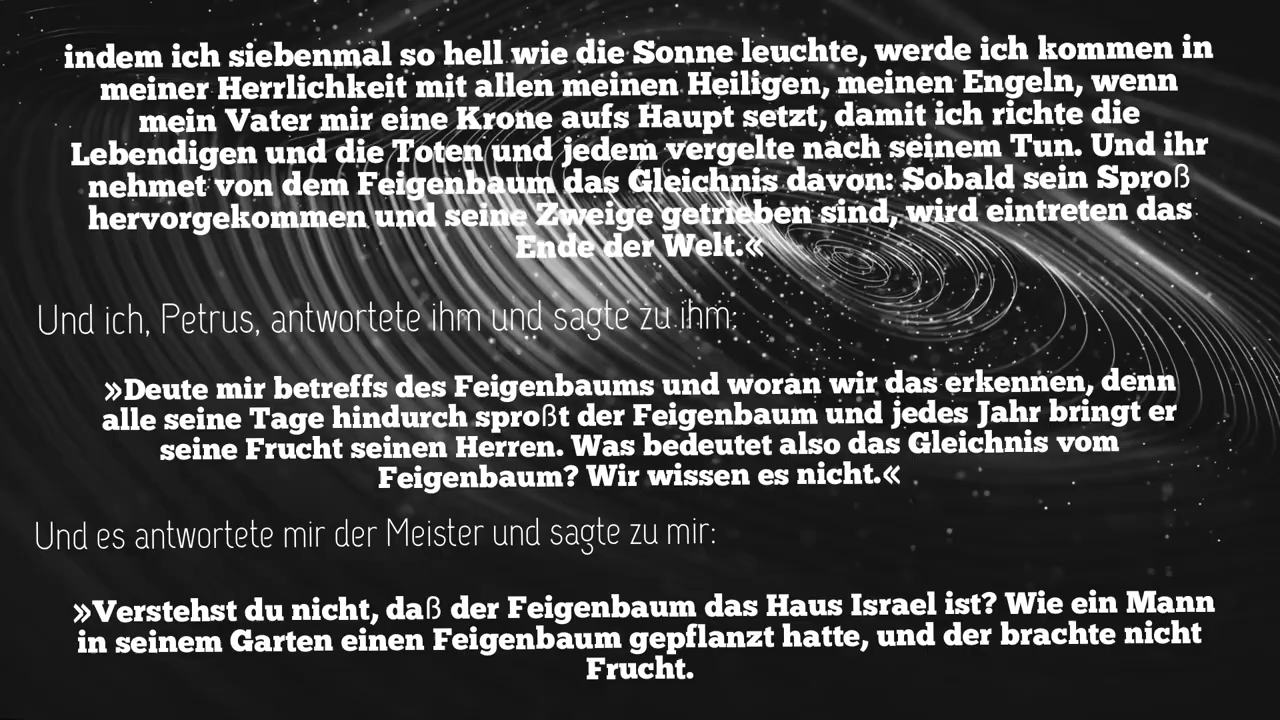 indem ich siebenmal so hell wie die Sonne leuchte, werde ich kommen in
meiner Herrlichkeit mit allen meinen Heiligen, meinen Engeln, wenn
mein Vater mir eine Krone aufs Haupt setzt, damit ich richte die
Lebendigen und die Toten und jedem vergelte nach seinem Tun. Und ihr
nehmet von dem Feigenbaum das Gleichnis davon: Sobald sein Sproß
hervorgekommen und seine Zweige getrieben sind, wird eintreten das
Ende der Welt.«
Und ich, Petrus, antwortete ihm und sagte zu ihm:
»Deute mir betreffs des Feigenbaums und woran wir das erkennen, denn
alle seine Tage hindurch sproßt der Feigenbaum und jedes Jahr bringt er
seine Frucht seinen Herren. Was bedeutet also das Gleichnis vom
Feigenbaum? Wir wissen es nicht.«
Und es antwortete mir der Meister und sagte zu mir:
»Verstehst du nicht, daß der Feigenbaum das Haus Israel ist? Wie ein Mann
in seinem Garten einen Feigenbaum gepflanzt hatte, und der brachte nicht
Frucht.